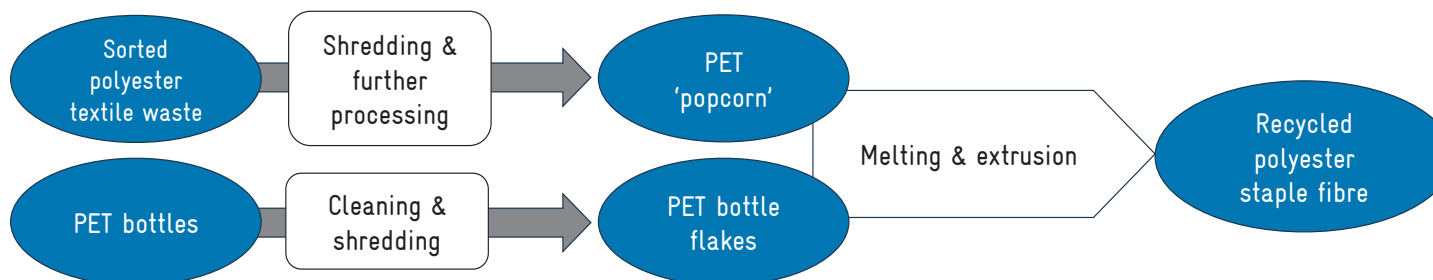 Sorted
polyester
textile waste
Shredding &
further
processing
PET
‘popcorn’
PET bottles
Cleaning &
shredding
PET bottle
flakes
Melting & extrusion
Recycled
polyester
staple fibre